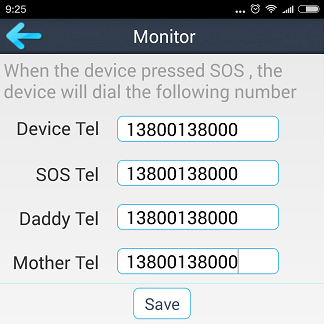 9:25
Monitor
When the device pressed SOS , the
device will dial the following number
Device Tel 13800138000
SOS Tel 13800138000
Daddy Tel 13800138000
Mother Tel 13800138000
Save